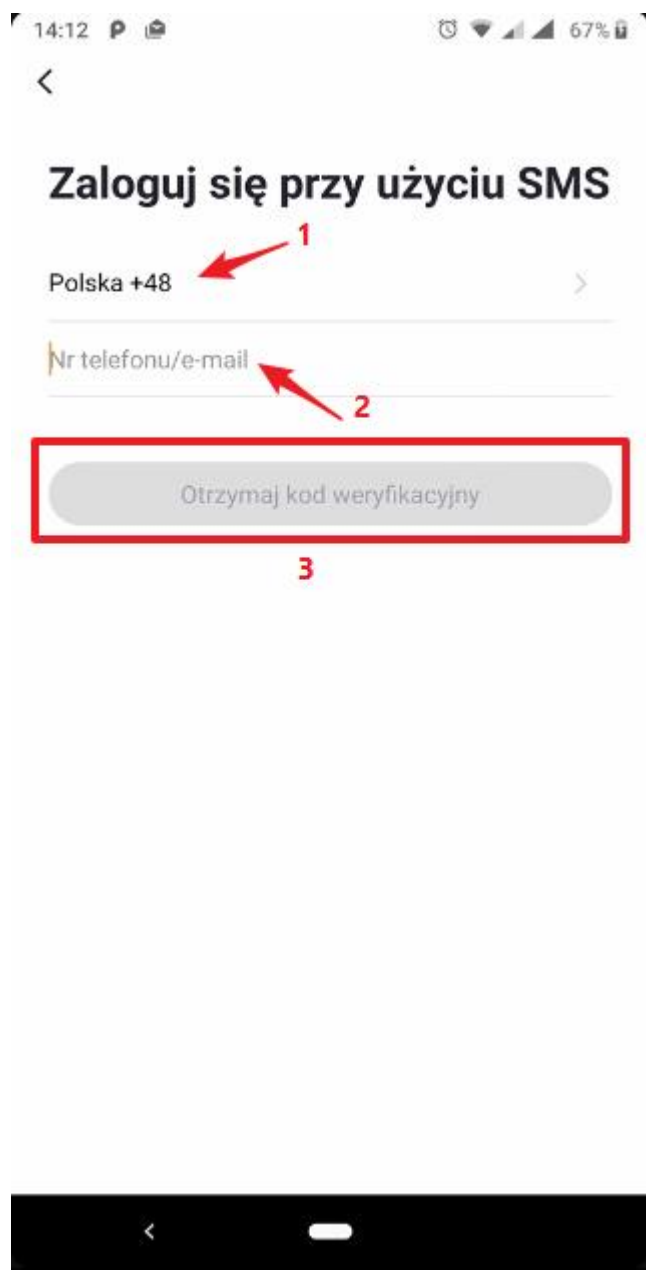 14:12 P 67%
Zaloguj się przy użyciu SMS
1
Polska +48
Nr telefonu/e-mail
2
Otrzymaj kod weryfikacyjny
3